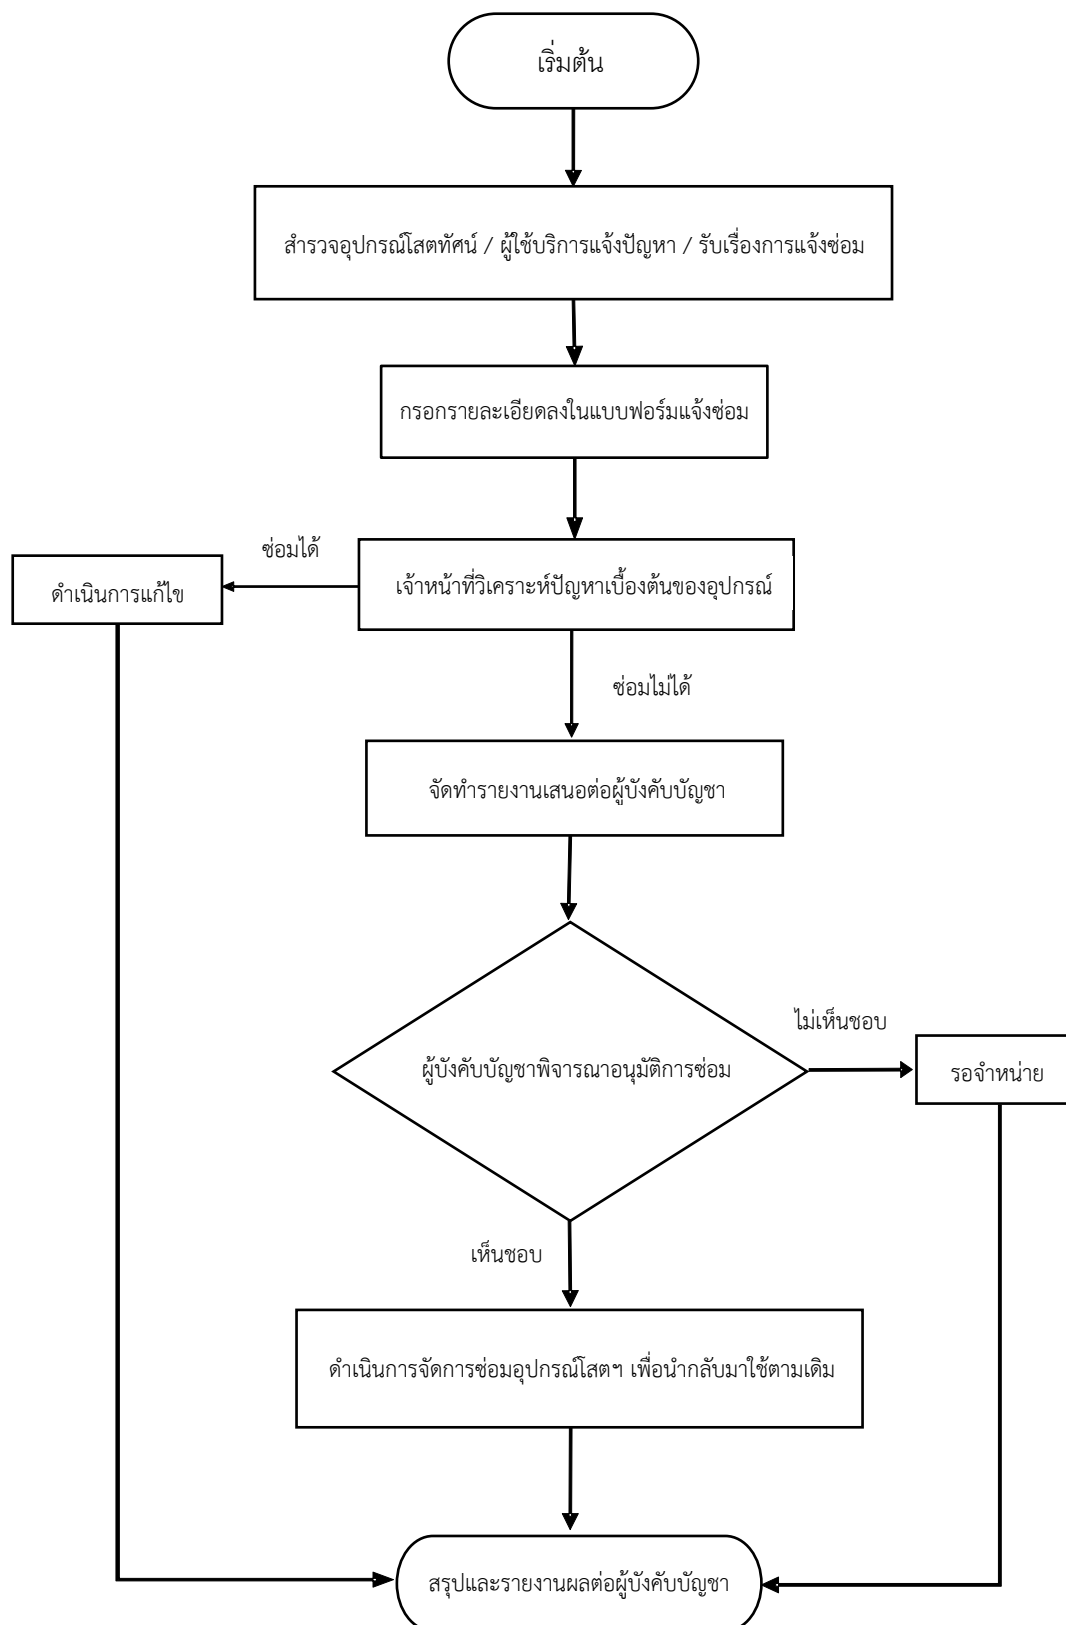 เริ่มต้น
สำรวจอุปกรณ์โสตทัศน์ / ผู้ใช้บริการแจ้งปัญหา / รับเรื่องการแจ้งซ่อม
กรอกรายละเอียดลงในแบบฟอร์มแจ้งซ่อม
ซ่อมได้
ดำเนินการแก้ไข
เจ้าหน้าที่วิเคราะห์ปัญหาเบื้องต้นของอุปกรณ์
ซ่อมไม่ได้
จัดทำรายงานเสนอต่อผู้บังคับบัญชา
ไม่เห็นชอบ
ผู้บังคับบัญชาพิจารณาอนุมัติการซ่อม
รอจำหน่าย
เห็นชอบ
ดำเนินการจัดการซ่อมอุปกรณ์โสตฯ เพื่อนำกลับมาใช้ตามเดิม
สรุปและรายงานผลต่อผู้บังคับบัญชา